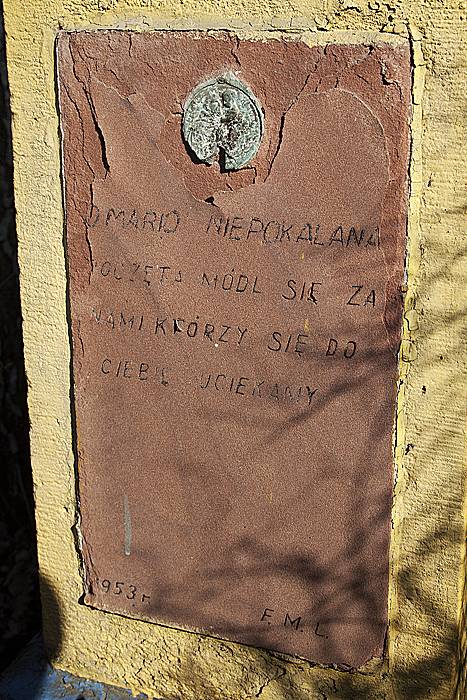 O MARIO NIEPOKALANA
POCZĘTA MÓDL SIĘ ZA
NAMI KTÓRZY SIĘ DO
CIEBIE UCIEKAMY
1953 r
F. M. L.